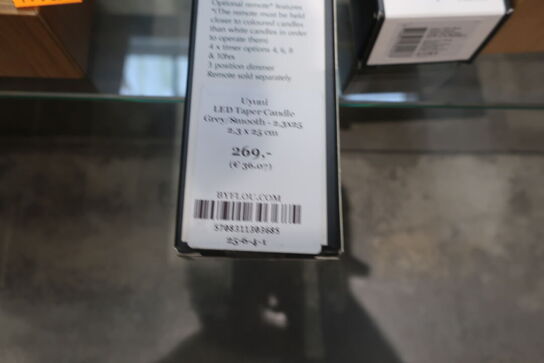 Optional remote* features
*(The remote must be held
closer to coloured candles
than white candles in order
to operate them)
4 x timer options 4, 6, 8
& 10hrs
3 position dimmer
Remote sold separately
Uyuni
LED Taper Candle
Grey/Smooth - 2,3x25
2,3 x 25 cm
269,-
(€ 36.07)
BYFLOU.COM
5708311303685
25-6-4-1